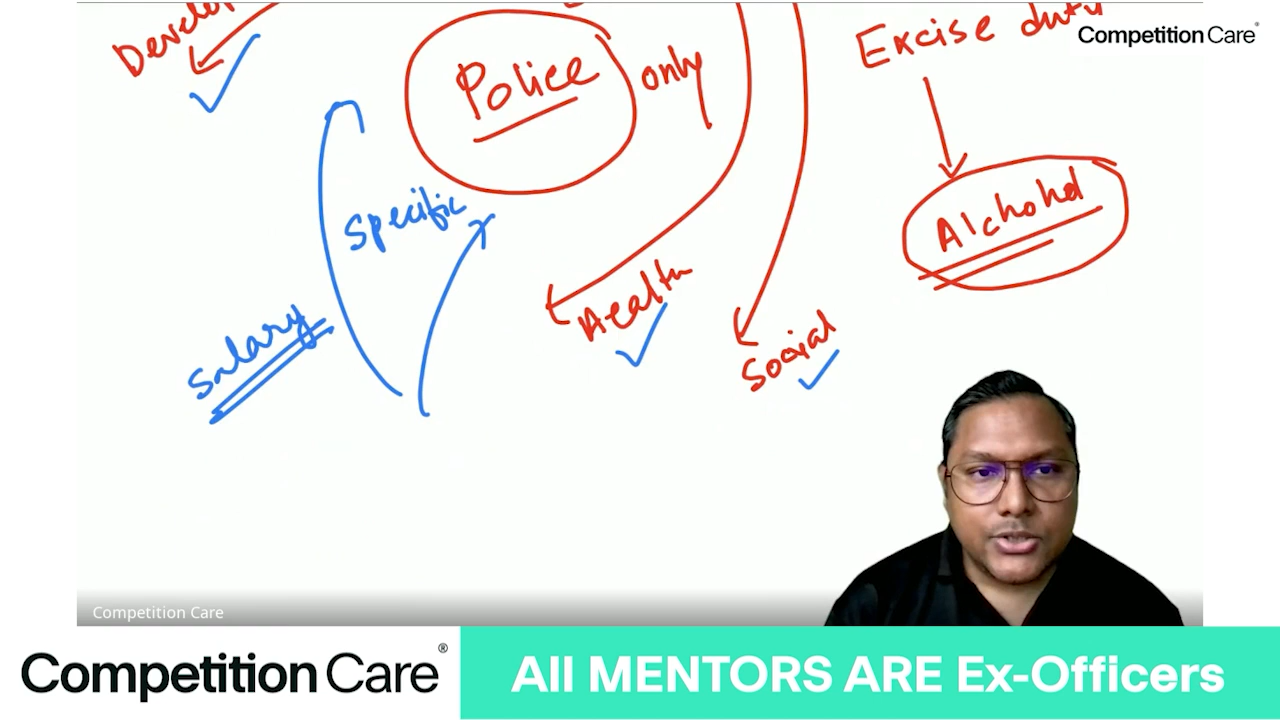 Develop
Excise duty
Competition Care
Police
only
Specific
Alchohol
Health
Salary
Social
Competition Care
Competition Care®
All MENTORS ARE Ex-Officers